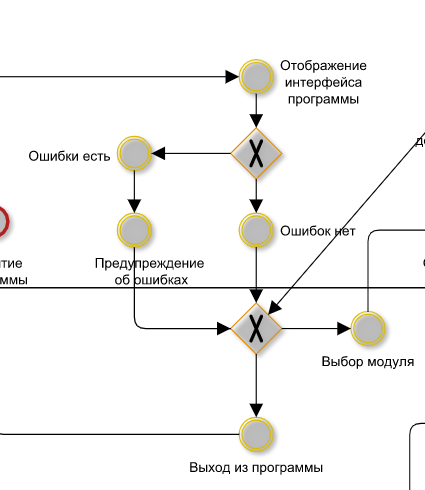 Отображение
интерфейса
программы
Ошибки есть
Ошибок нет
Предупреждение
об ошибках
Выбор модуля
Выход из программы